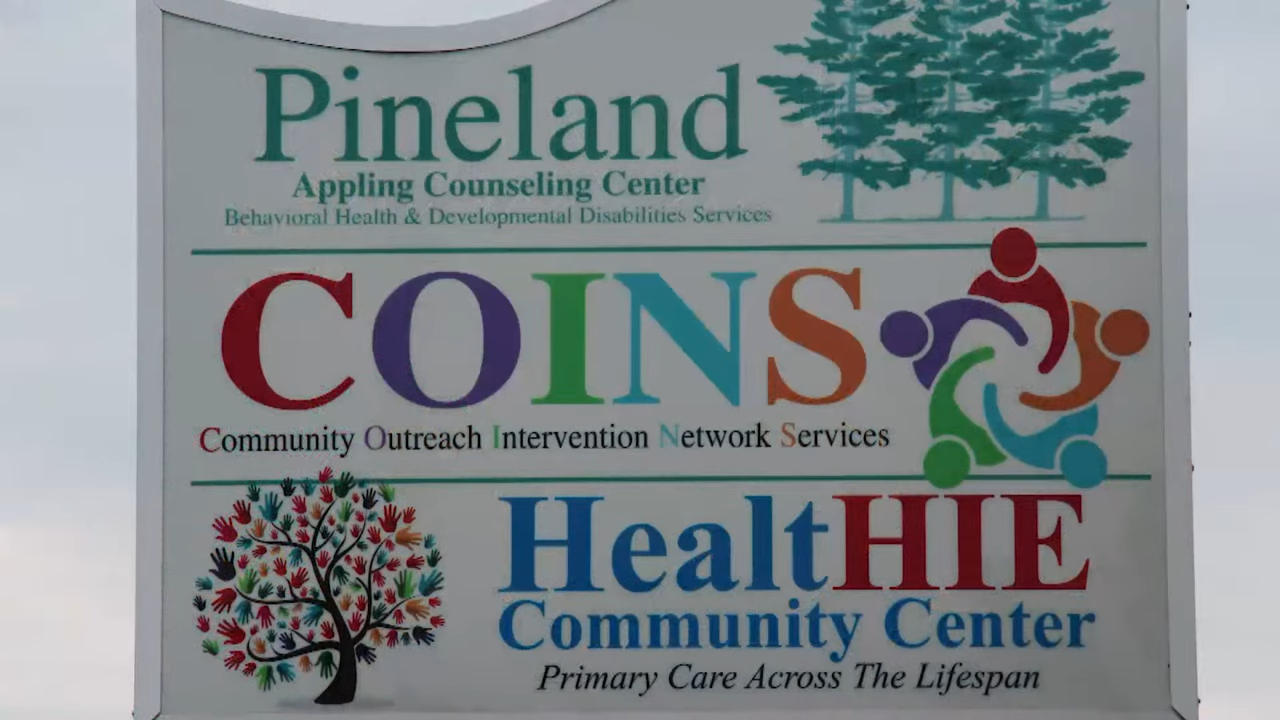 Pineland
Appling Counseling Center
Behavioral Health & Developmental Disabilities Services
COINS
Community Outreach Intervention Network Services
HealtHIE
Community Center
Primary Care Across The Lifespan